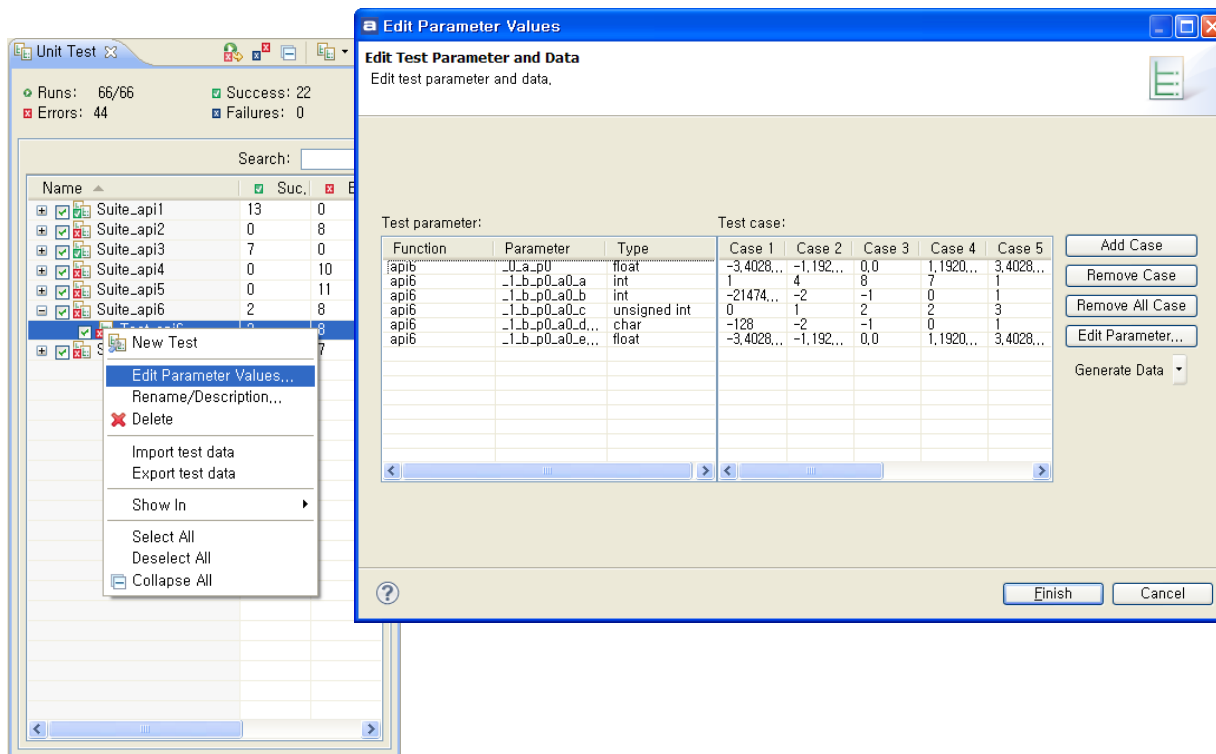 Unit Test
Runs: 66/66
Success: 22
Errors: 44
Failures: 0
Search:
Name Suc.
Suite_api1 13 0
Suite_api2 0 8
Suite_api3 7 0
Suite_api4 0 10
Suite_api5 0 11
Suite_api6 2 8
8
7
New Test
Edit Parameter Values...
Rename/Description...
Delete
Import test data
Export test data
Show In
Select All
Deselect All
Collapse All
Edit Parameter Values
Edit Test Parameter and Data
Edit test parameter and data.
Test parameter: Test case:
Function Parameter Type Case 1 Case 2 Case 3 Case 4 Case 5
api6 _0_a_p0 float -3.4028... -1.192... 0.0 1.1920... 3.4028...
api6 _1_b_p0_a0_a int 1 4 8 7 1
api6 _1_b_p0_a0_b int -21474... -2 -1 0 1
api6 _1_b_p0_a0_c unsigned int 0 1 2 2 3
api6 _1_b_p0_a0_d... char -128 -2 -1 0 1
api6 _1_b_p0_a0_e... float -3.4028... -1.192... 0.0 1.1920... 3.4028...
Add Case
Remove Case
Remove All Case
Edit Parameter...
Generate Data
Finish Cancel